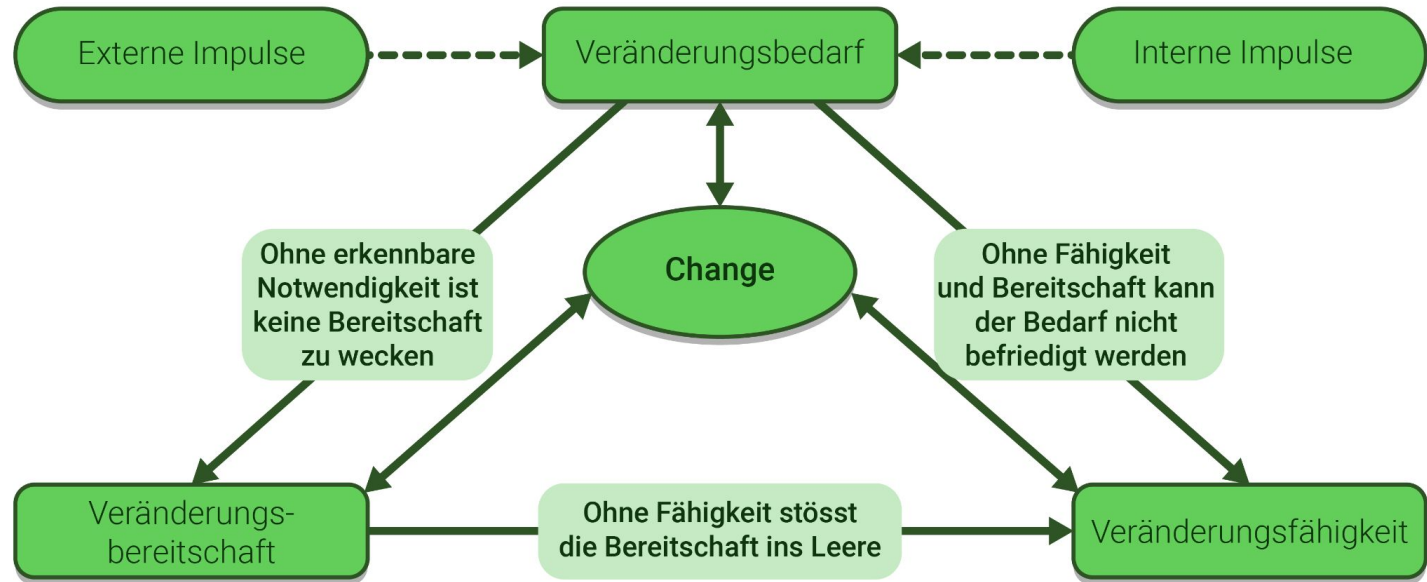 Externe Impulse
Veränderungsbedarf
Interne Impulse
Ohne erkennbare
Notwendigkeit ist
keine Bereitschaft
zu wecken
Change
Ohne Fähigkeit
und Bereitschaft kann
der Bedarf nicht
befriedigt werden
Veränderungs-
bereitschaft
Ohne Fähigkeit stösst
die Bereitschaft ins Leere
Veränderungsfähigkeit